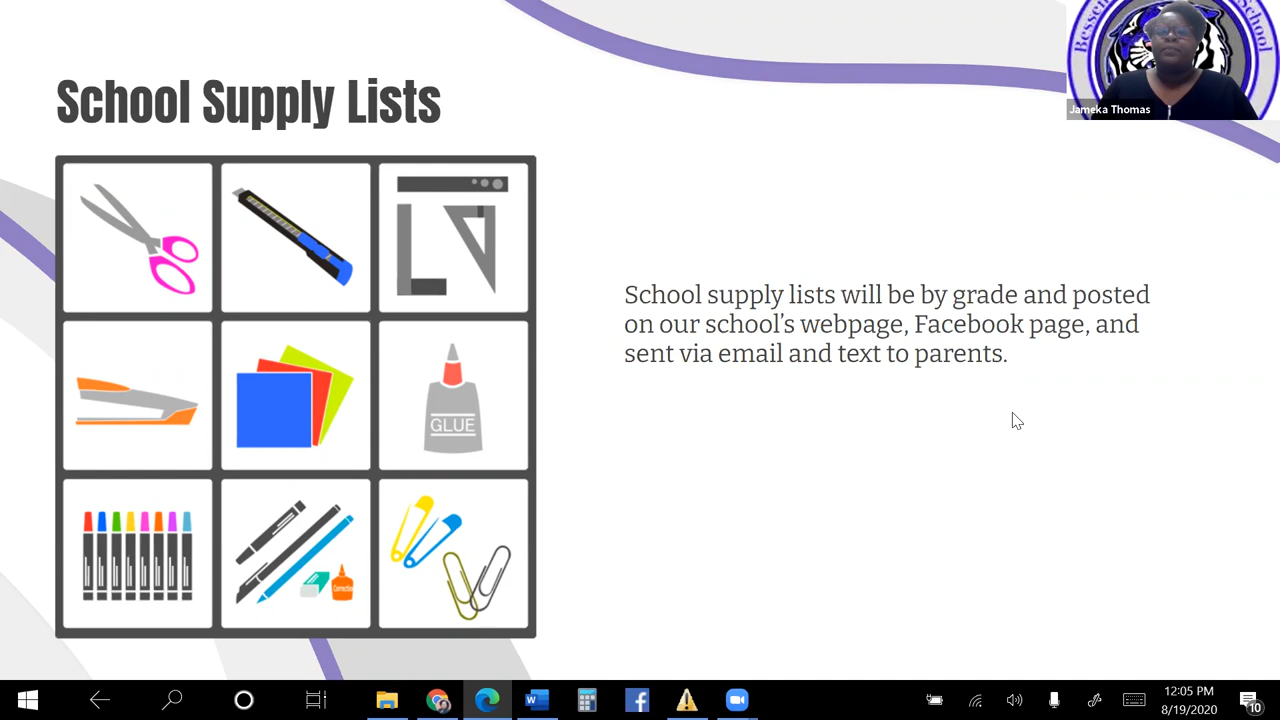 School Supply Lists
School supply lists will be by grade and posted
on our school's webpage, Facebook page, and
sent via email and text to parents.
GLUE
Jameka Thomas
School
12:05 PM
8/19/2020
10